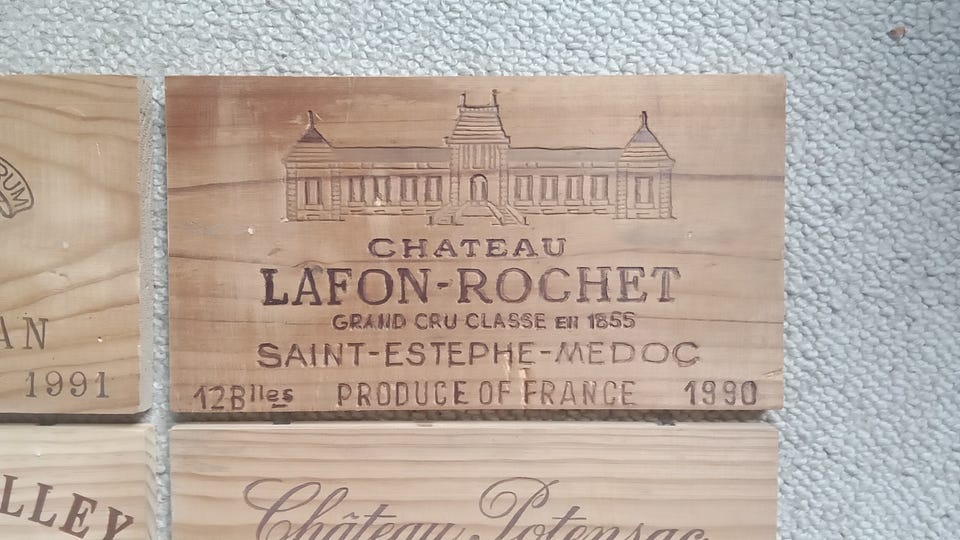 RUM
AN
1991
CHATEAU
LAFON-ROCHET
GRAND CRU CLASSE EN 1855
SAINT-ESTEPHE-MEDOC
12Blles PRODUCE OF FRANCE 1990
LLEY
Château Potensac